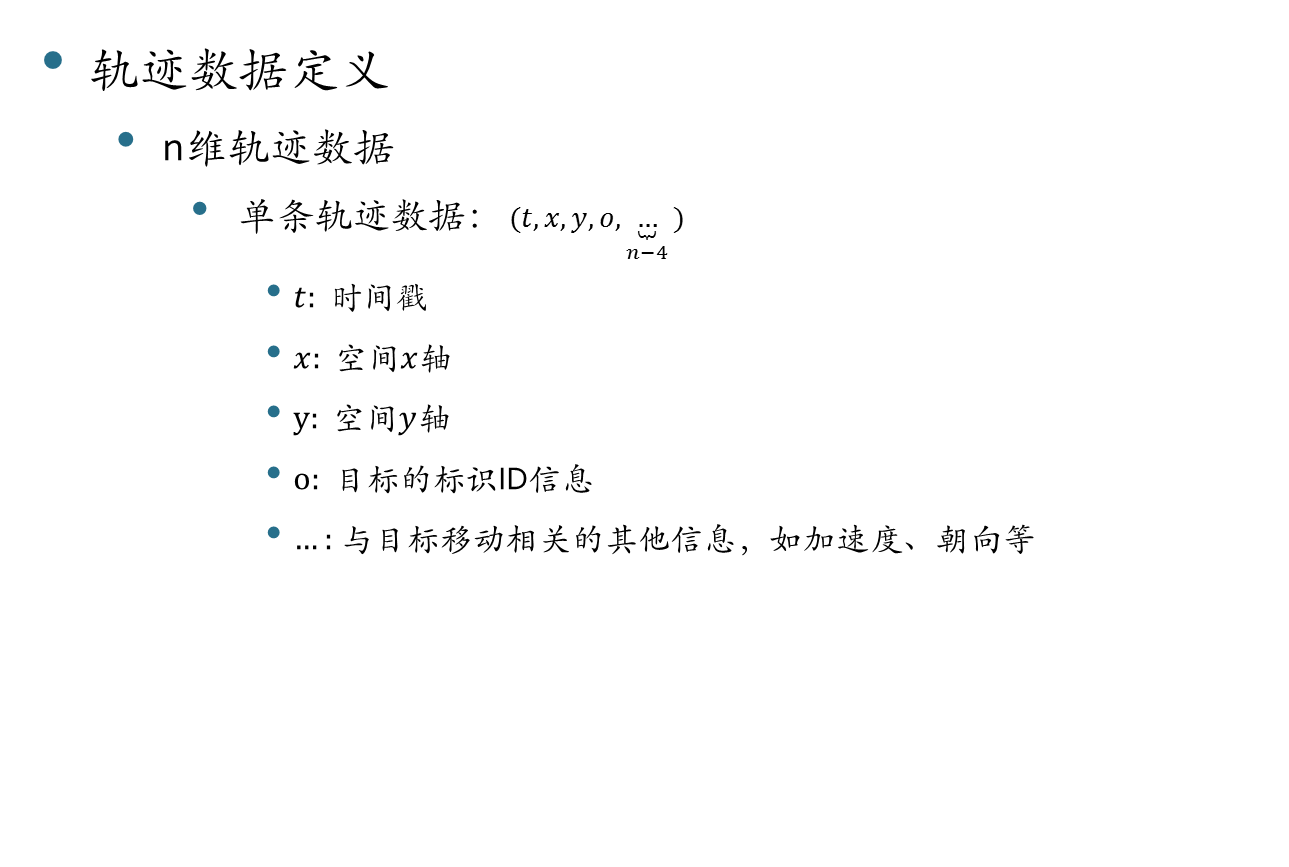 • 轨迹数据定义
• n维轨迹数据
• 单条轨迹数据： (t, x, y, o, … )
n−4
• t: 时间戳
• x: 空间x轴
• y: 空间y轴
• o: 目标的标识ID信息
• …: 与目标移动相关的其他信息，如加速度、朝向等